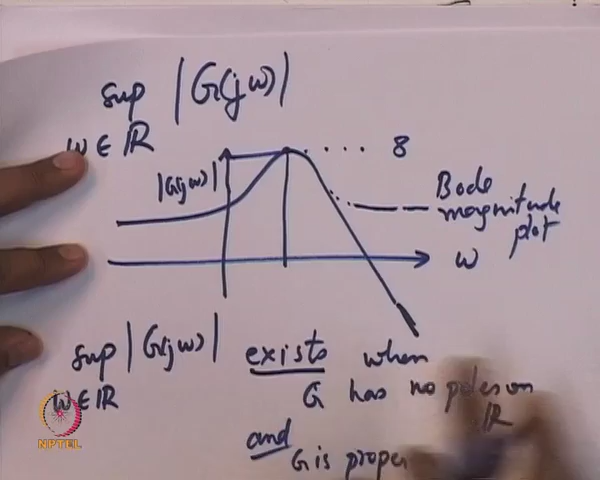 sup |G(jω)|
ω∈ℝ
|G(jω)|
8
Bode
magnitude
plot
ω
sup |G(jω)| exists when
ω∈ℝ
G has no poles on
iℝ
and
G is proper
NPTEL